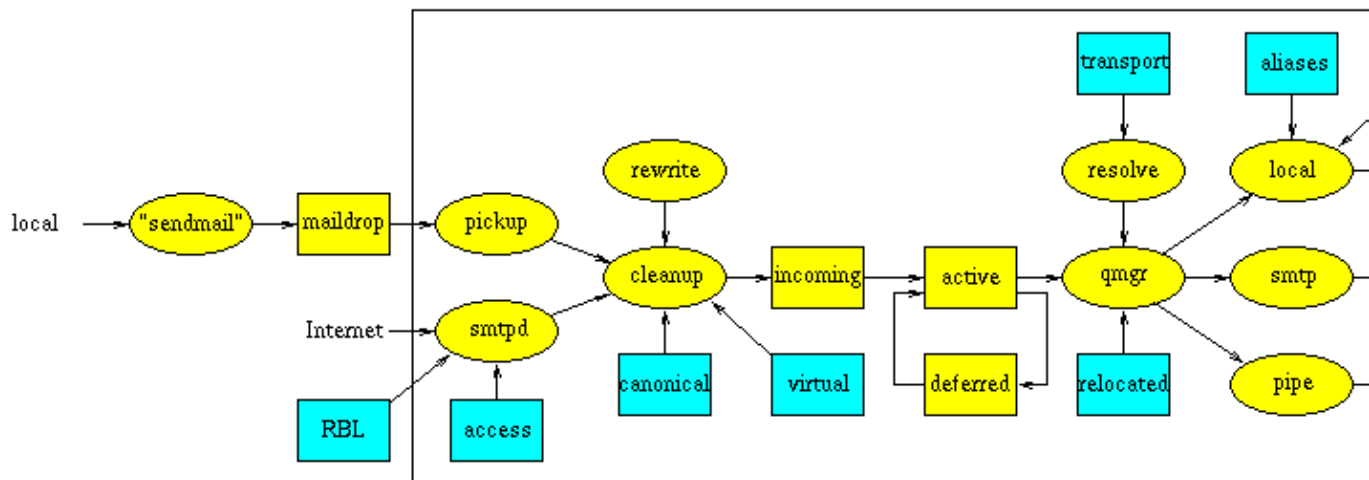 transport
aliases
rewrite
resolve
local
local
"sendmail"
maildrop
pickup
cleanup
incoming
active
qmgr
smtp
Internet
smtpd
canonical
virtual
deferred
relocated
pipe
RBL
access